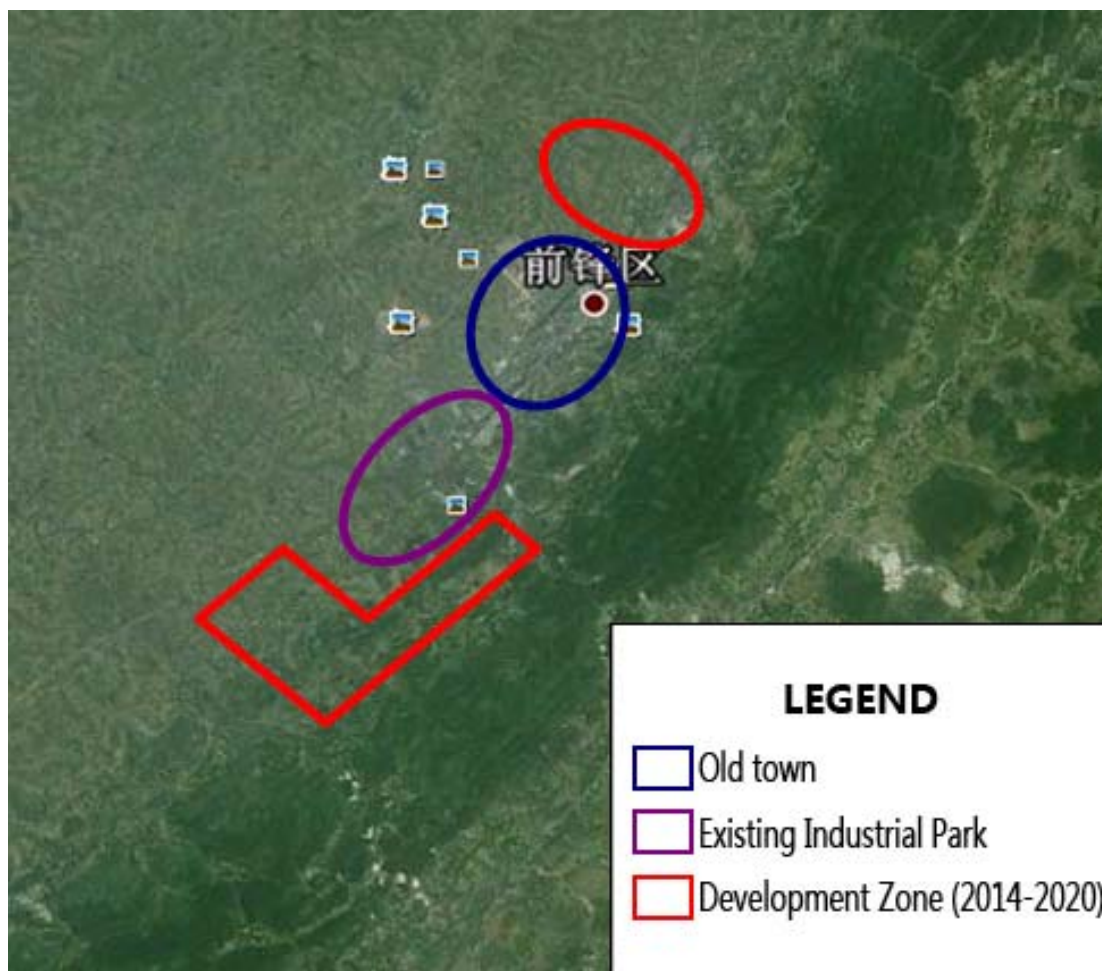 前锋区
LEGEND
Old town
Existing Industrial Park
Development Zone (2014-2020)